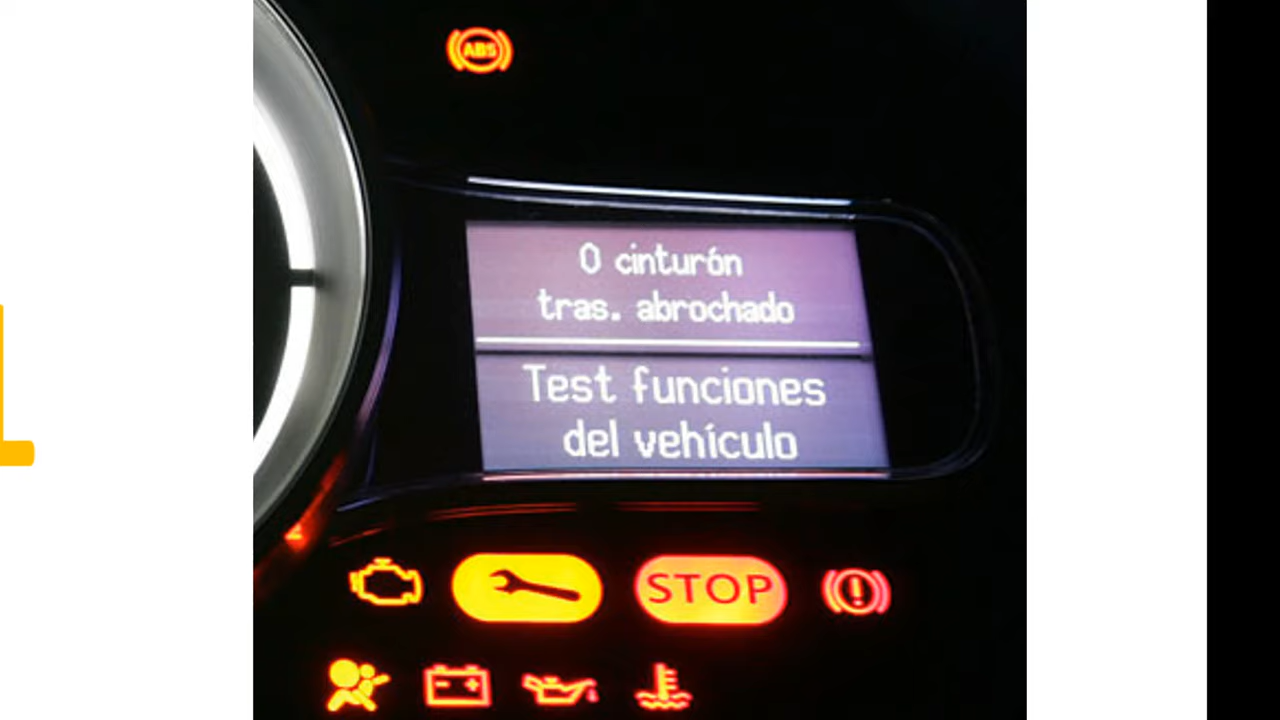 ABS
0 cinturón
tras. abrochado
Test funciones
del vehículo
STOP